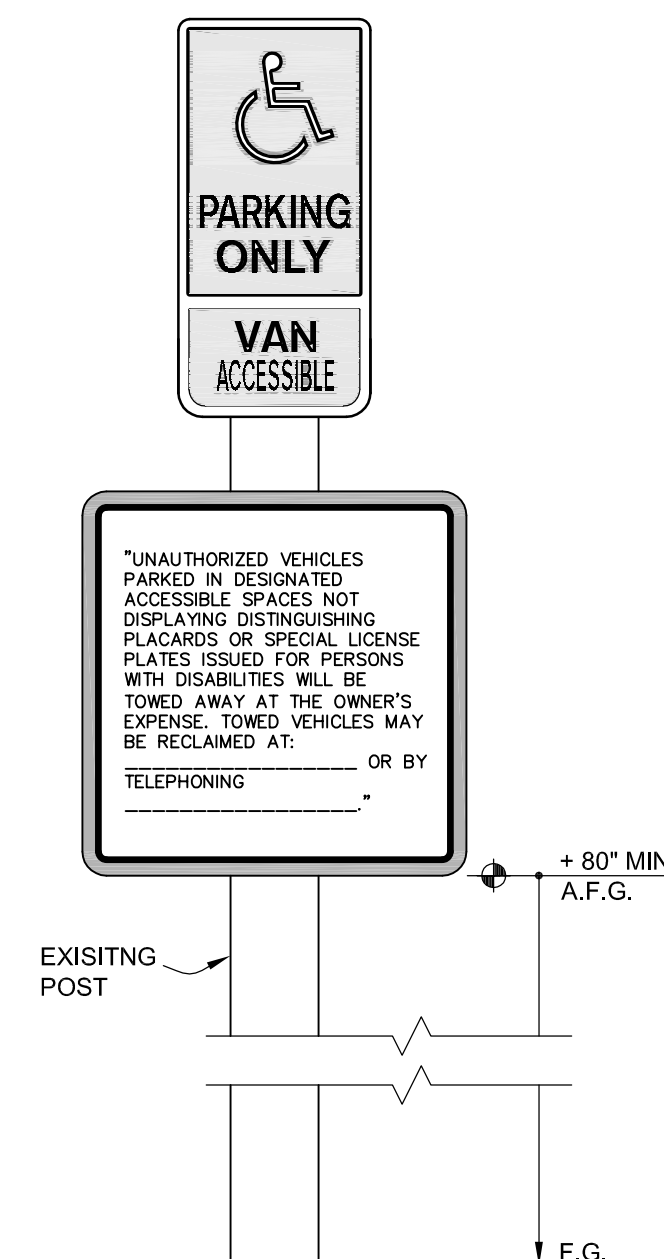 PARKING
ONLY
VAN
ACCESSIBLE
"UNAUTHORIZED VEHICLES
PARKED IN DESIGNATED
ACCESSIBLE SPACES NOT
DISPLAYING DISTINGUISHING
PLACARDS OR SPECIAL LICENSE
PLATES ISSUED FOR PERSONS
WITH DISABILITIES WILL BE
TOWED AWAY AT THE OWNER'S
EXPENSE. TOWED VEHICLES MAY
BE RECLAIMED AT:
_________________ OR BY
TELEPHONING
_________________."
+ 80" MIN
A.F.G.
EXISITNG
POST
F.G.